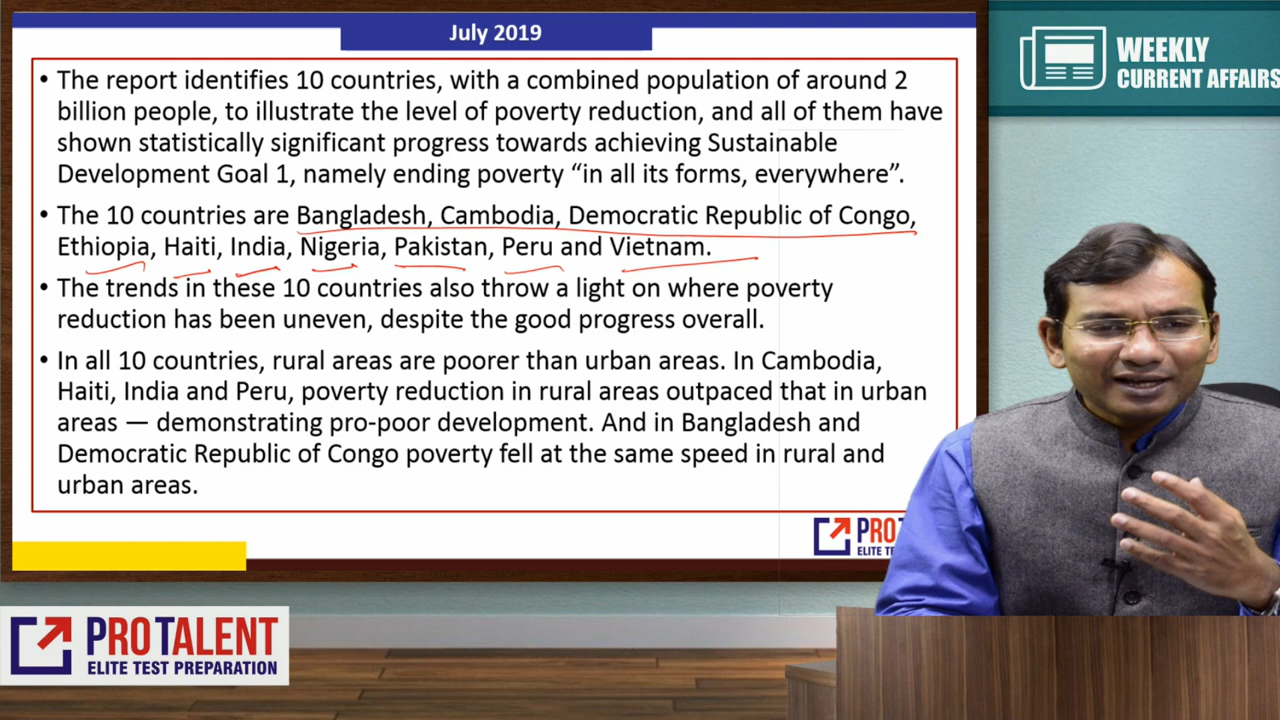 July 2019
WEEKLY
CURRENT AFFAIRS
• The report identifies 10 countries, with a combined population of around 2
billion people, to illustrate the level of poverty reduction, and all of them have
shown statistically significant progress towards achieving Sustainable
Development Goal 1, namely ending poverty “in all its forms, everywhere”.
• The 10 countries are Bangladesh, Cambodia, Democratic Republic of Congo,
Ethiopia, Haiti, India, Nigeria, Pakistan, Peru and Vietnam.
• The trends in these 10 countries also throw a light on where poverty
reduction has been uneven, despite the good progress overall.
• In all 10 countries, rural areas are poorer than urban areas. In Cambodia,
Haiti, India and Peru, poverty reduction in rural areas outpaced that in urban
areas — demonstrating pro-poor development. And in Bangladesh and
Democratic Republic of Congo poverty fell at the same speed in rural and
urban areas.
PRO
ELITE
PROTALENT
ELITE TEST PREPARATION